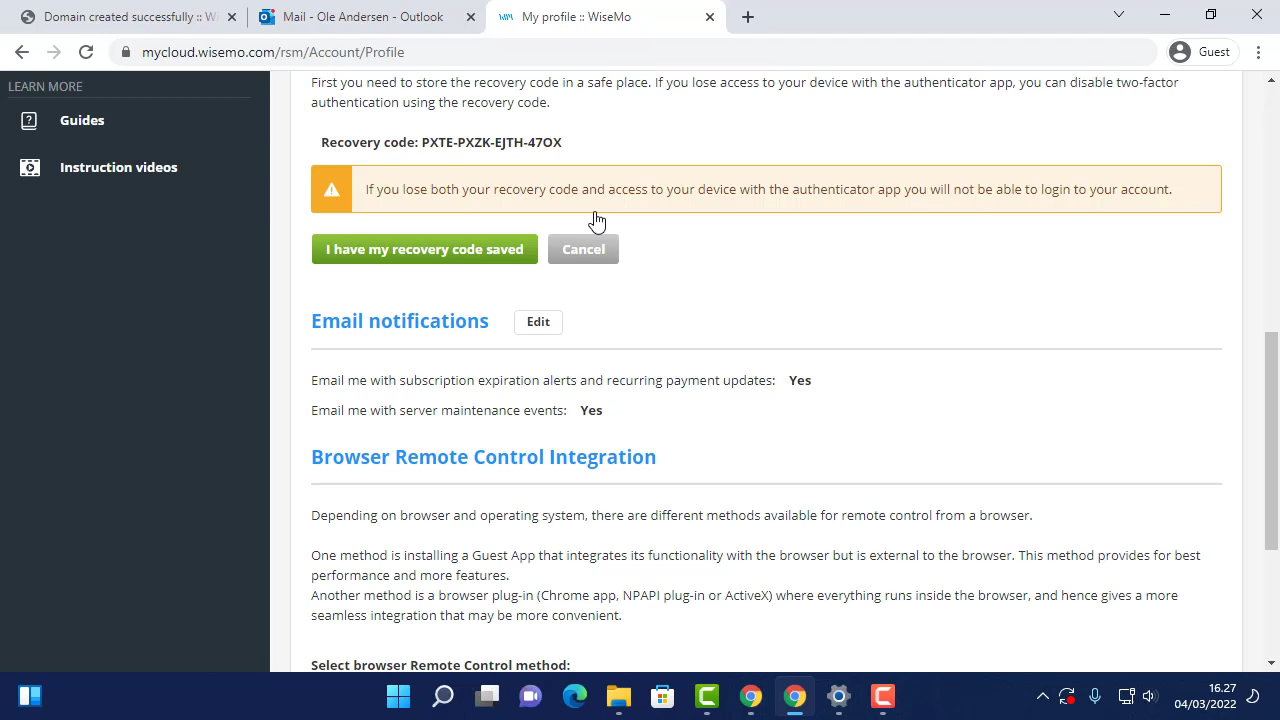 Domain created successfully :: W
Mail - Ole Andersen - Outlook
My profile :: WiseMo
mycloud.wisemo.com/rsm/Account/Profile
Guest
LEARN MORE
Guides
Instruction videos
First you need to store the recovery code in a safe place. If you lose access to your device with the authenticator app, you can disable two-factor
authentication using the recovery code.
Recovery code: PXTE-PXZK-EJTH-47OX
If you lose both your recovery code and access to your device with the authenticator app you will not be able to login to your account.
I have my recovery code saved
Cancel
Email notifications
Edit
Email me with subscription expiration alerts and recurring payment updates: Yes
Email me with server maintenance events: Yes
Browser Remote Control Integration
Depending on browser and operating system, there are different methods available for remote control from a browser.
One method is installing a Guest App that integrates its functionality with the browser but is external to the browser. This method provides for best
performance and more features.
Another method is a browser plug-in (Chrome app, NPAPI plug-in or ActiveX) where everything runs inside the browser, and hence gives a more
seamless integration that may be more convenient.
Select browser Remote Control method:
16.27
04/03/2022